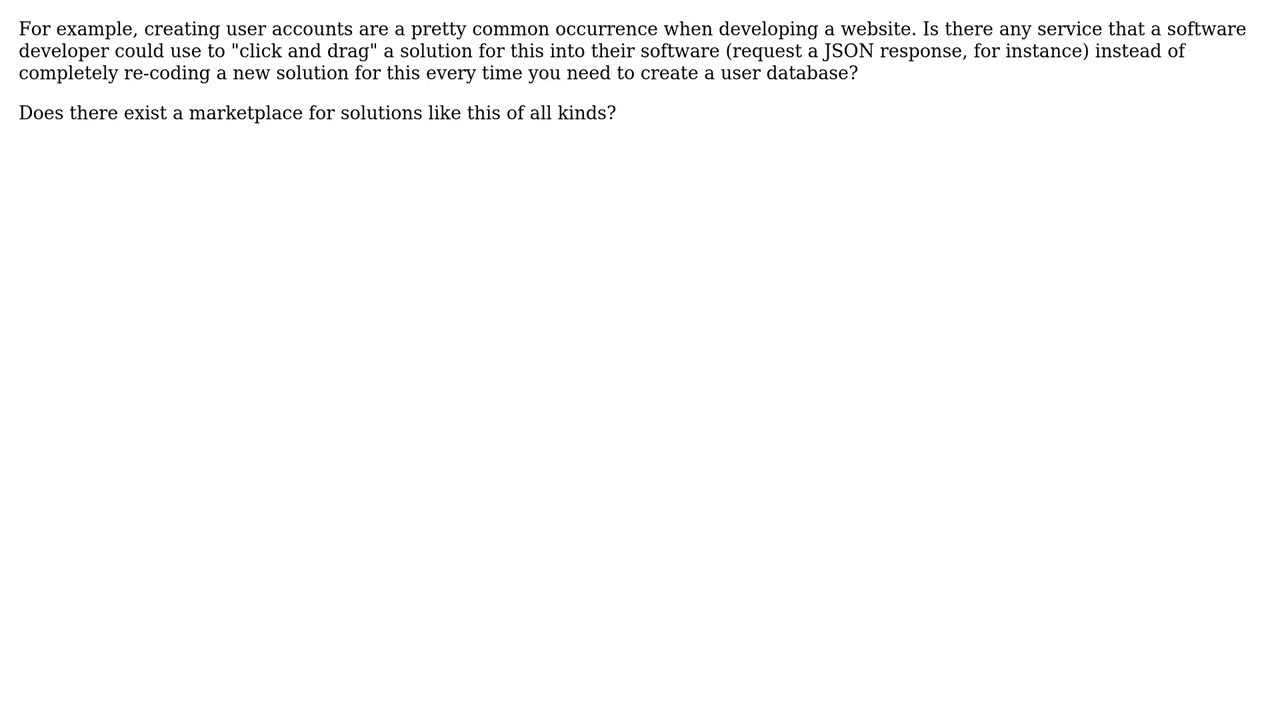 For example, creating user accounts are a pretty common occurrence when developing a website. Is there any service that a software
developer could use to "click and drag" a solution for this into their software (request a JSON response, for instance) instead of
completely re-coding a new solution for this every time you need to create a user database?
Does there exist a marketplace for solutions like this of all kinds?